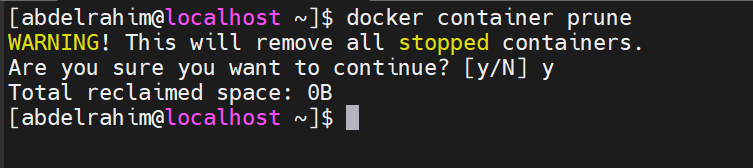 [abdelrahim@localhost ~]$ docker container prune
WARNING! This will remove all stopped containers.
Are you sure you want to continue? [y/N] y
Total reclaimed space: 0B
[abdelrahim@localhost ~]$